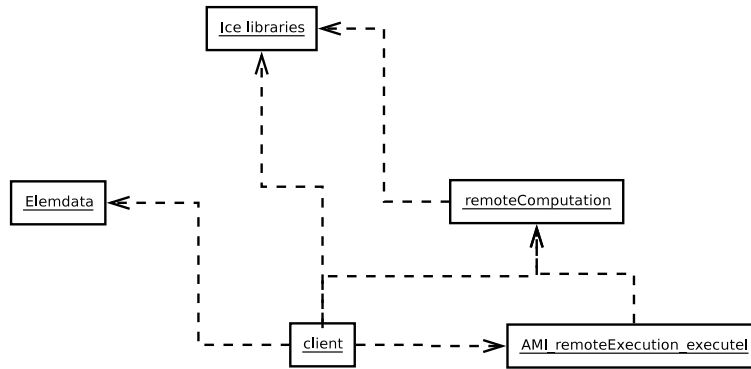 Ice libraries
Elemdata
remoteComputation
client
AMI_remoteExecution_executeI